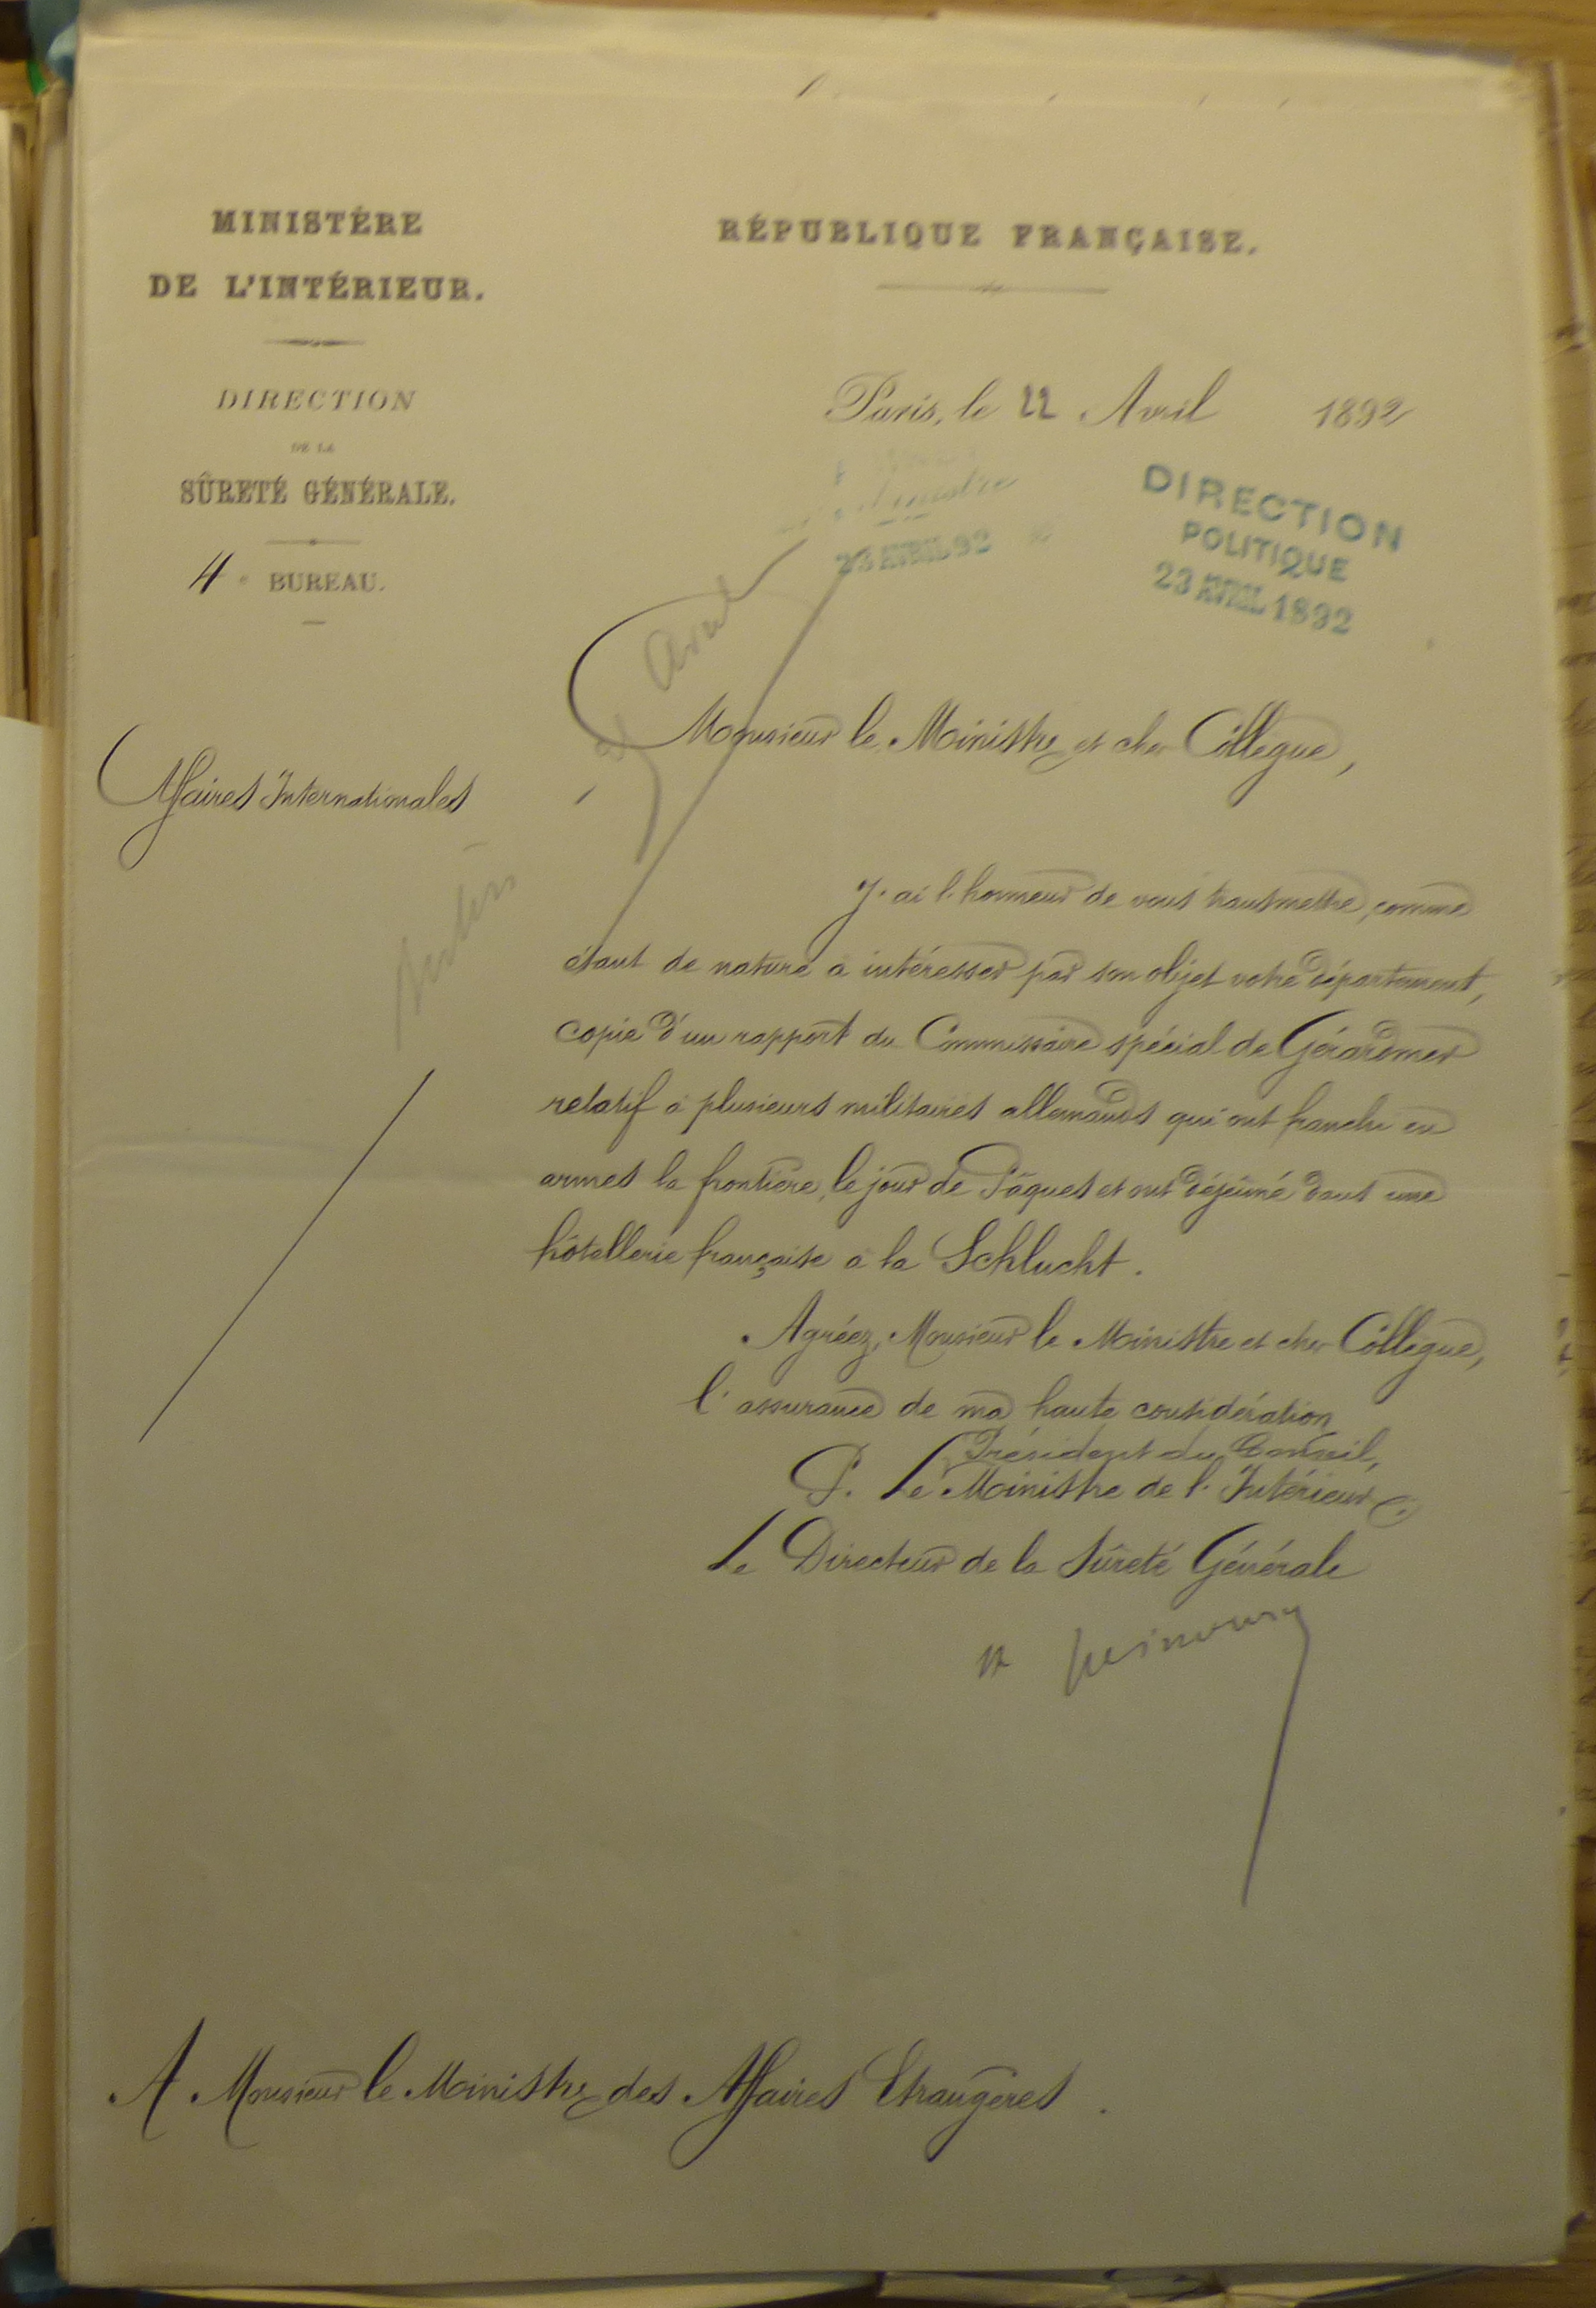 MINISTÈRE
DE L'INTÉRIEUR.
DIRECTION
DE LA
SÛRETÉ GÉNÉRALE.
4e BUREAU.
RÉPUBLIQUE FRANÇAISE.
Paris, le 22 Avril 1892
23 AVRIL 92
DIRECTION
POLITIQUE
23 AVRIL 1892
Avril
Affaires Internationales
Monsieur le Ministre et cher Collègue,
J'ai l'honneur de vous transmettre, comme
étant de nature à intéresser par son objet votre département,
copie d'un rapport du Commissaire spécial de Gérardmer
relatif à plusieurs militaires allemands qui ont franchi en
armes la frontière, le jour de Pâques et ont déjeûné dans une
hôtellerie française à la Schlucht.
Agréez, Monsieur le Ministre et cher Collègue,
l'assurance de ma haute considération
Président du Conseil,
P. Le Ministre de l'Intérieur
Le Directeur de la Sûreté Générale
A Monsieur le Ministre des Affaires Etrangères.